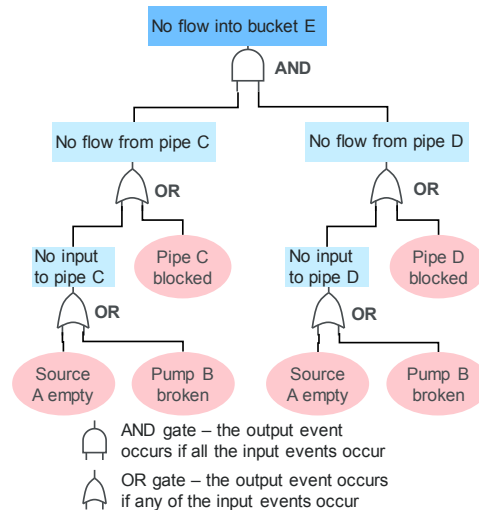 No flow into bucket E
AND
No flow from pipe C
No flow from pipe D
OR
OR
No input
to pipe C
Pipe C
blocked
No input
to pipe D
Pipe D
blocked
OR
OR
Source
A empty
Pump B
broken
Source
A empty
Pump B
broken
AND gate – the output event
occurs if all the input events occur
OR gate – the output event occurs
if any of the input events occur